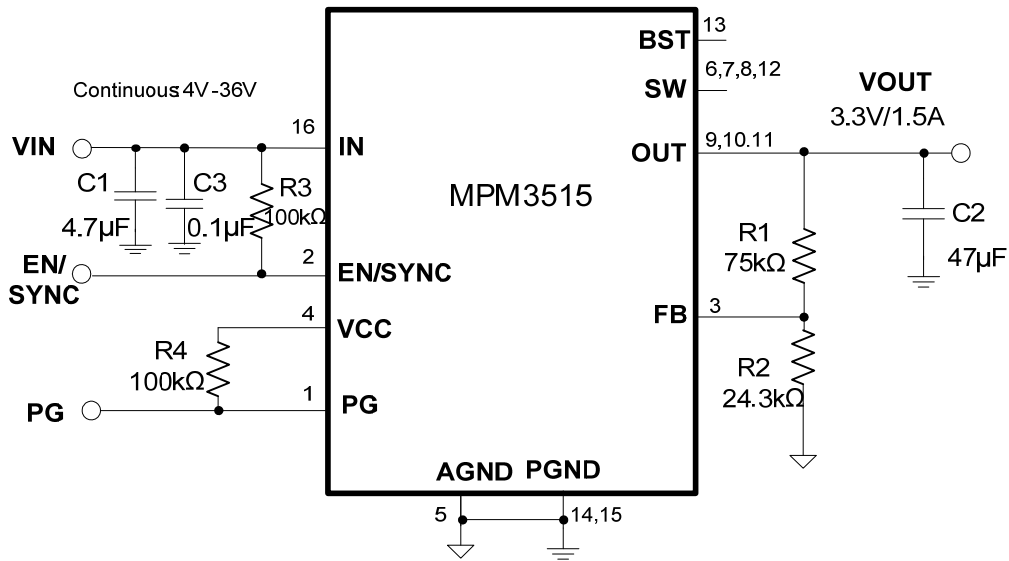 13
BST
6,7,8,12
SW
Continuous:4V-36V
VOUT
3.3V/1.5A
16
VIN
IN
9,10.11
OUT
C1
C3
R3
100kΩ
MPM3515
4.7µF
0.1µF
C2
47µF
R1
75kΩ
EN/
SYNC
2
EN/SYNC
4
VCC
3
FB
R4
100kΩ
R2
24.3kΩ
1
PG
PG
AGND
PGND
5
14,15